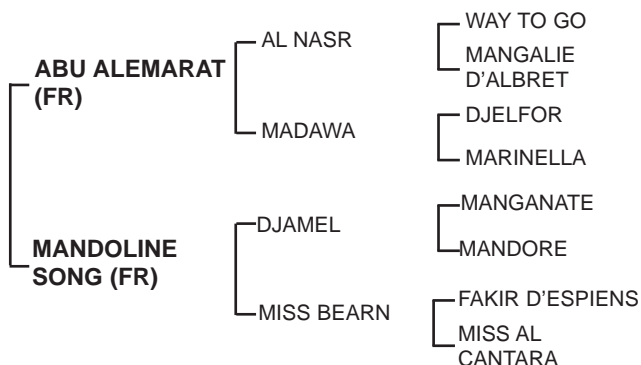 WAY TO GO
AL NASR
MANGALIE
D'ALBRET
ABU ALEMARAT
(FR)
DJELFOR
MADAWA
MARINELLA
MANGANATE
DJAMEL
MANDORE
MANDOLINE
SONG (FR)
FAKIR D'ESPIENS
MISS BEARN
MISS AL
CANTARA